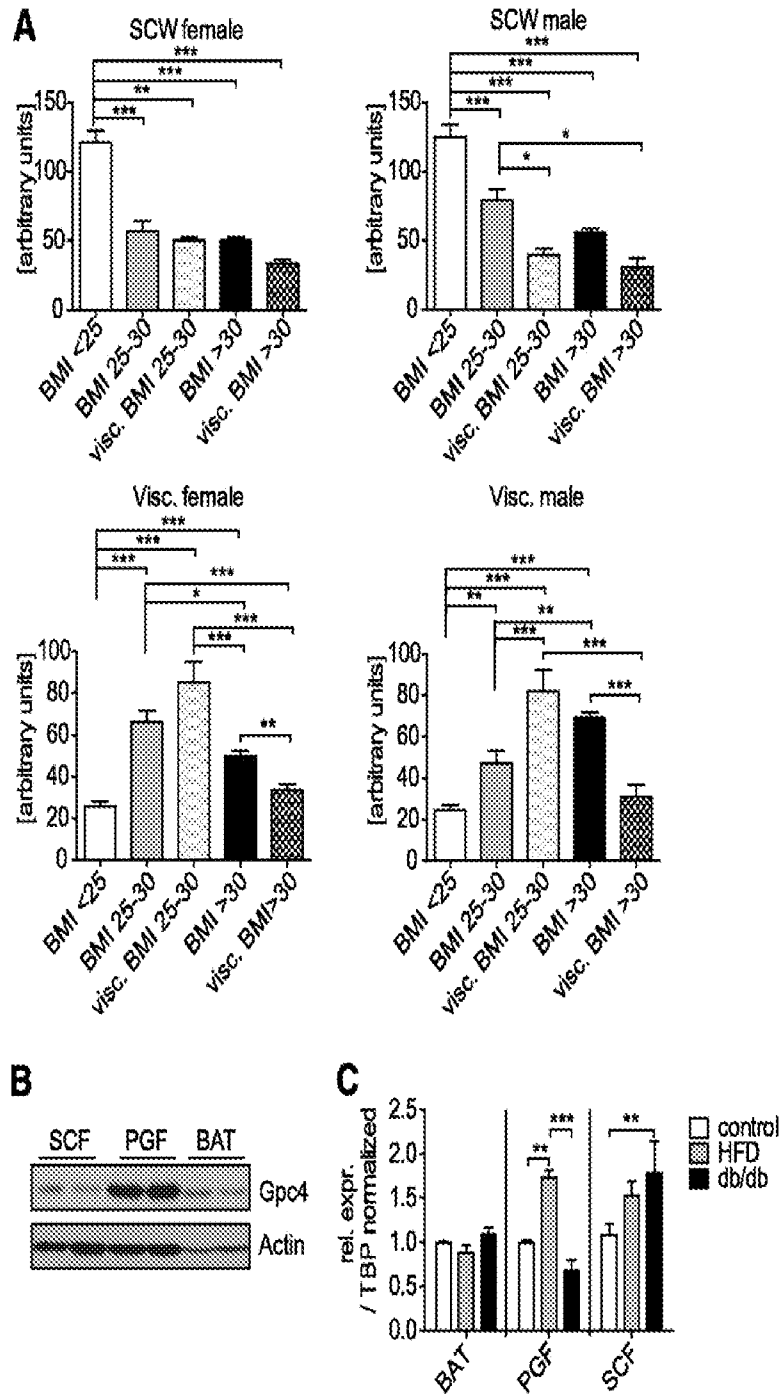 A
SCW female
***
***
**
***
[arbitrary units]
150
100
50
0
BMI <25
BMI 25-30
visc. BMI 25-30
BMI >30
visc. BMI >30
SCW male
***
***
***
***
*
*
[arbitrary units]
150
100
50
0
BMI <25
BMI 25-30
visc. BMI 25-30
BMI >30
visc. BMI >30
Visc. female
***
***
***
***
*
***
***
**
[arbitrary units]
100
80
60
40
20
0
BMI <25
BMI 25-30
visc. BMI 25-30
BMI >30
visc. BMI>30
Visc. male
***
***
**
**
***
***
***
[arbitrary units]
100
80
60
40
20
0
BMI <25
BMI 25-30
visc. BMI 25-30
BMI >30
visc. BMI >30
B
SCF PGF BAT
Gpc4
Actin
C
rel. expr.
/ TBP normalized
2.5
2.0
1.5
1.0
0.5
0.0
**
***
**
BAT
PGF
SCF
control
HFD
db/db